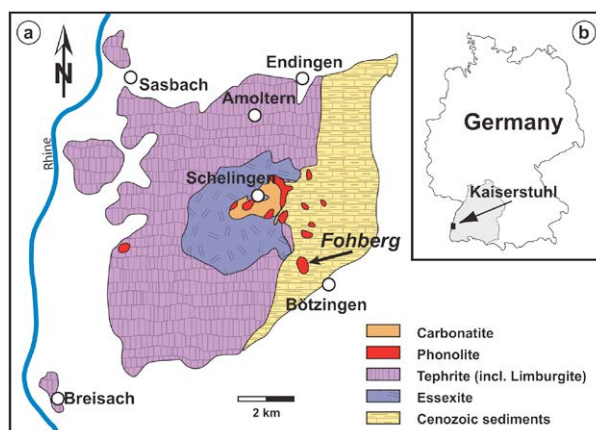 a
N
Rhine
Sasbach
Endingen
Amoltern
Schelingen
Fohberg
Bötzingen
Breisach
2 km
b
Germany
Kaiserstuhl
Carbonatite
Phonolite
Tephrite (incl. Limburgite)
Essexite
Cenozoic sediments